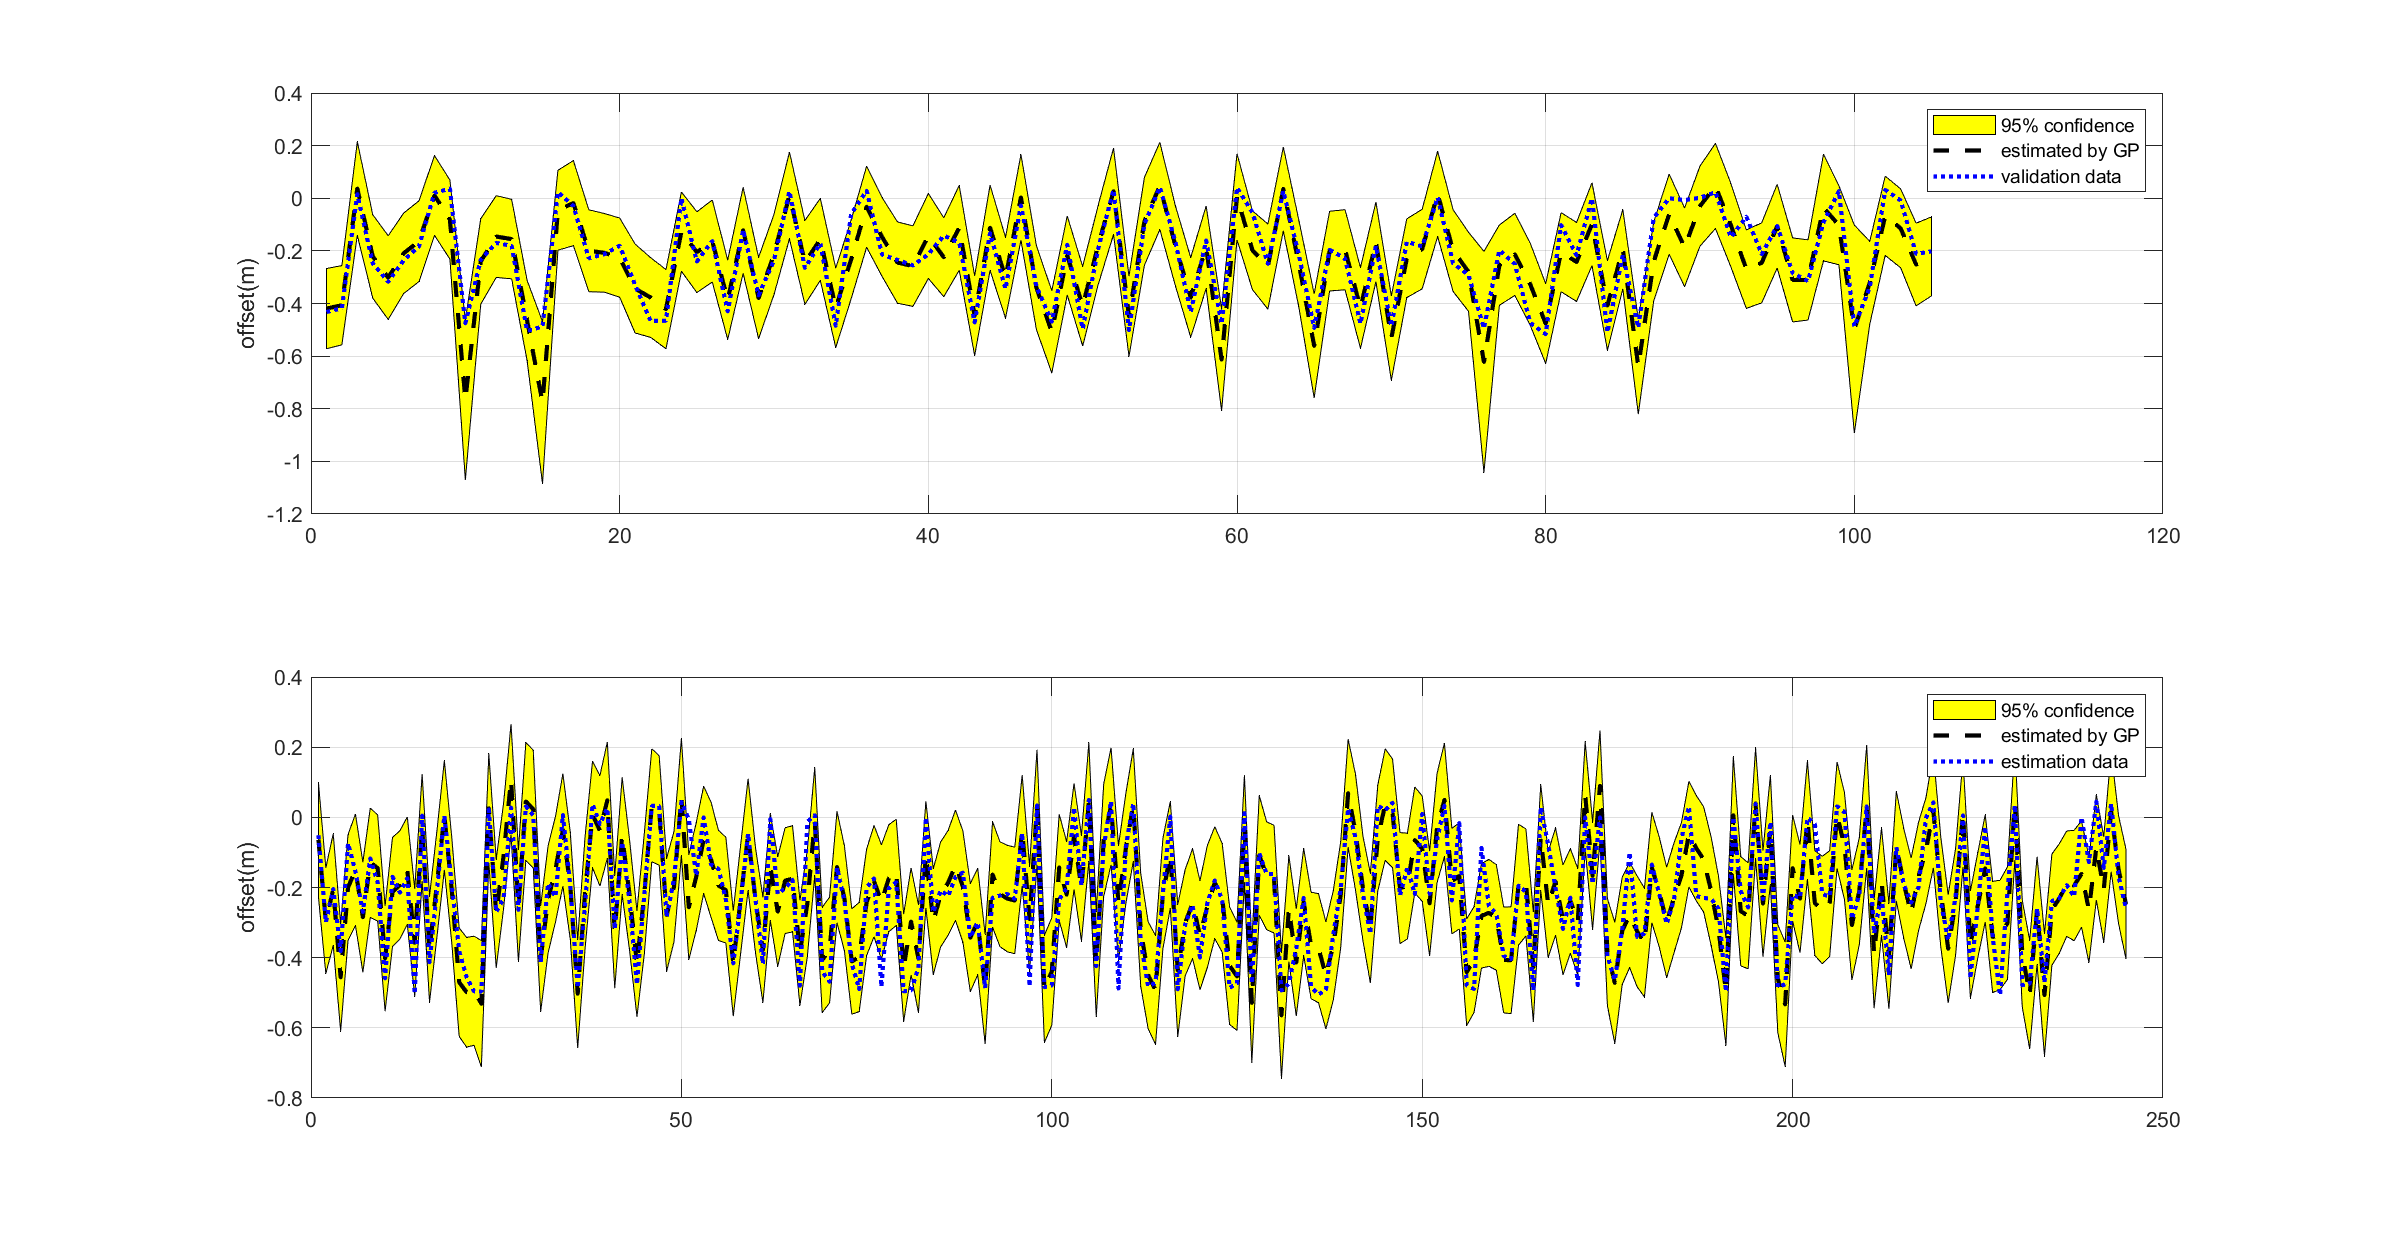 0.4
0.2
0
-0.2
-0.4
-0.6
-0.8
-1
-1.2
offset(m)
0 20 40 60 80 100 120
95% confidence
estimated by GP
validation data
0.4
0.2
0
-0.2
-0.4
-0.6
-0.8
offset(m)
0 50 100 150 200 250
95% confidence
estimated by GP
estimation data